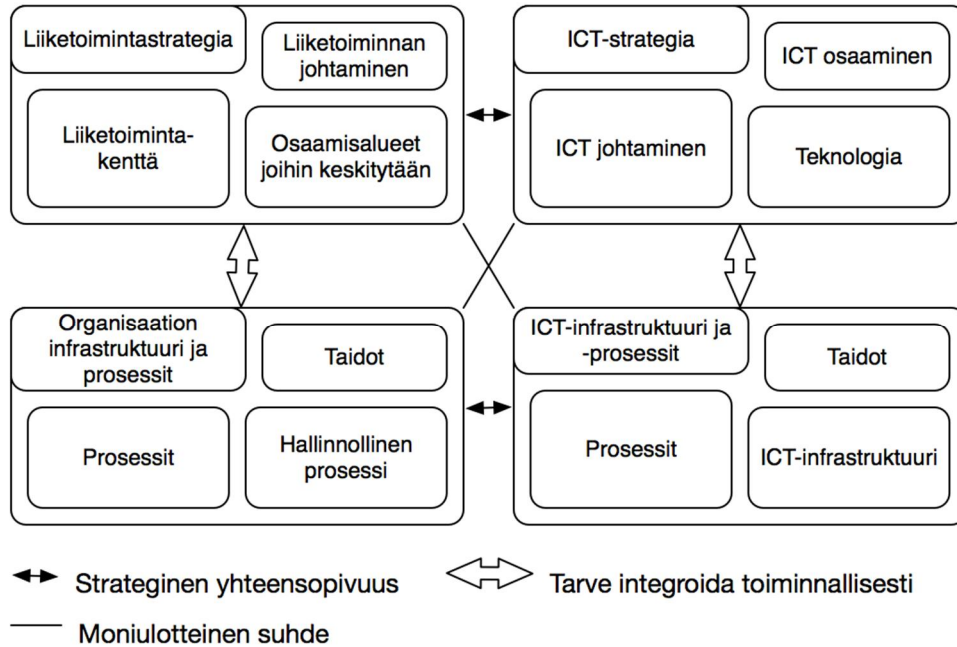 Liiketoimintastrategia
Liiketoiminnan
johtaminen
Liiketoiminta-
kenttä
Osaamisalueet
joihin keskitytään
ICT-strategia
ICT osaaminen
ICT johtaminen
Teknologia
Organisaation
infrastruktuuri ja
prosessit
Taidot
Prosessit
Hallinnollinen
prosessi
ICT-infrastruktuuri ja
-prosessit
Taidot
Prosessit
ICT-infrastruktuuri
Strateginen yhteensopivuus
Tarve integroida toiminnallisesti
Moniulotteinen suhde